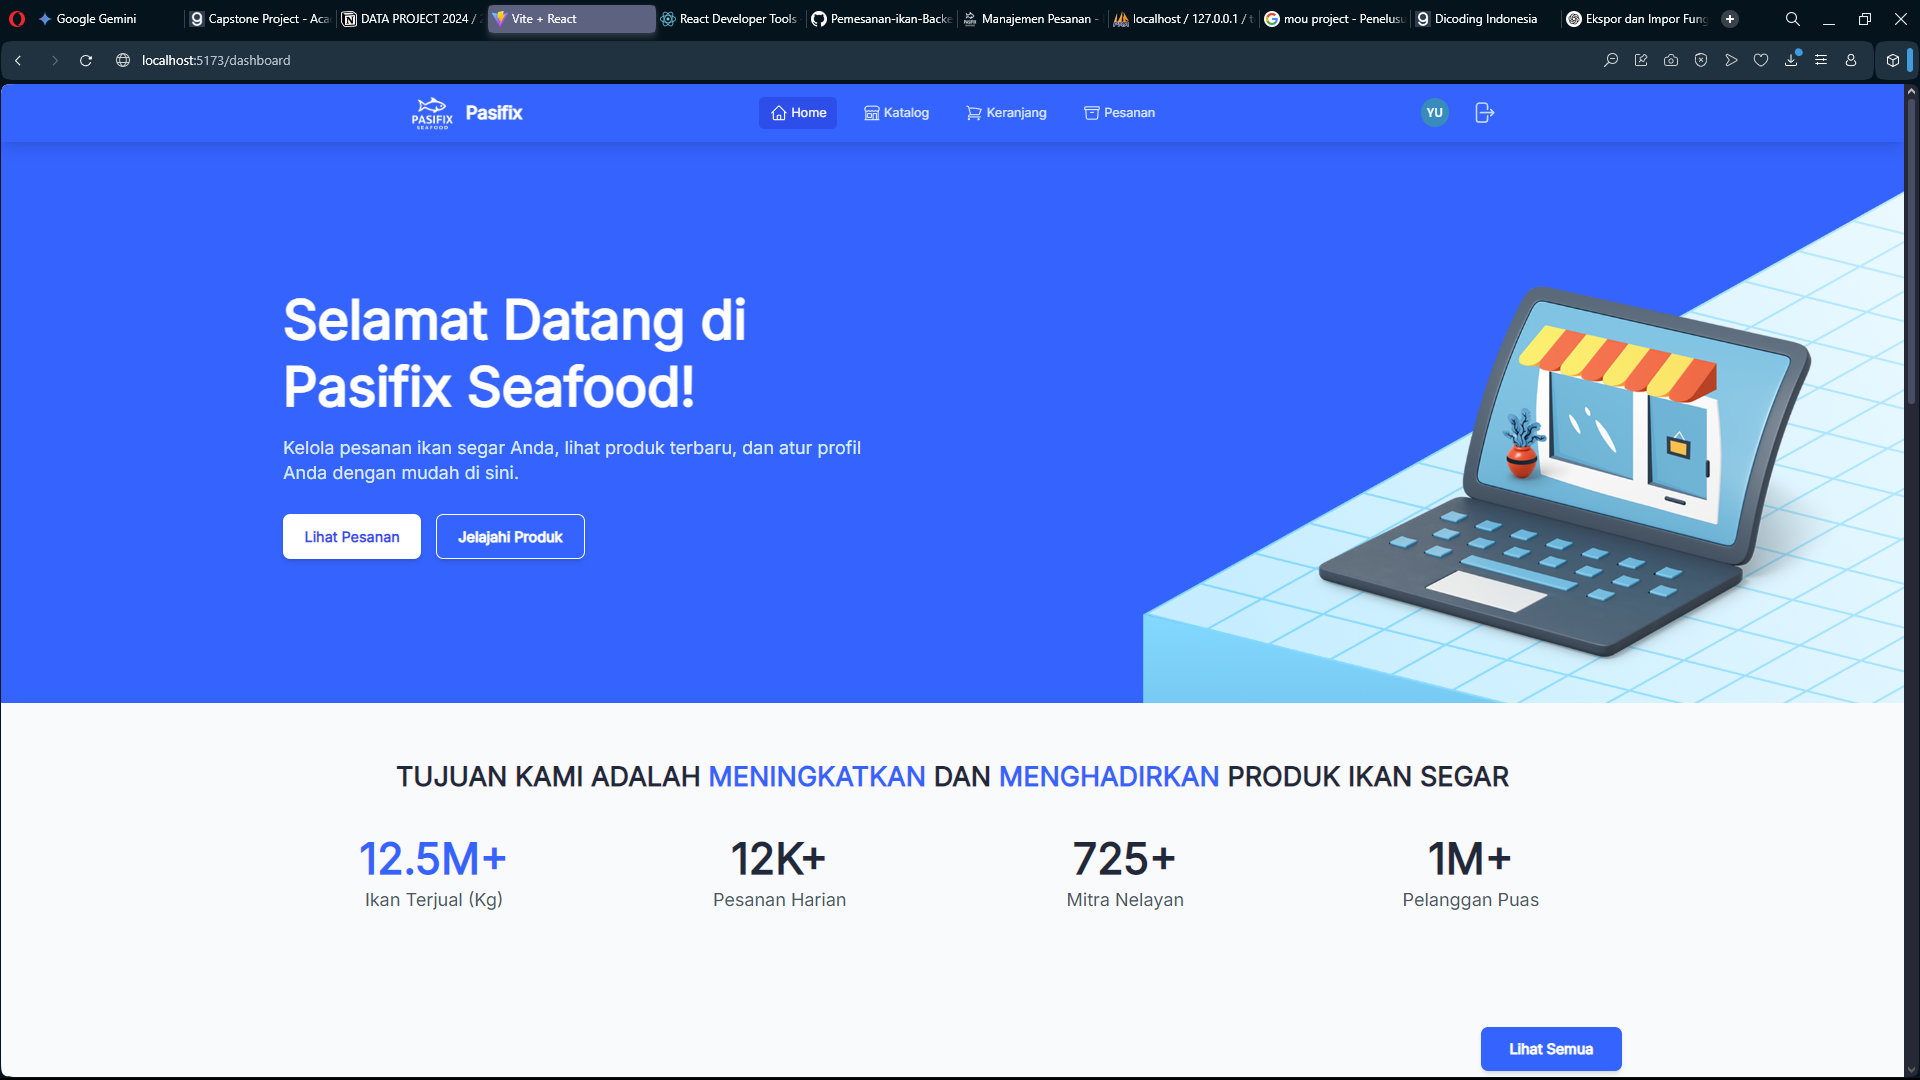 Google Gemini
Capstone Project - Aca
DATA PROJECT 2024 /
Vite + React
React Developer Tools
Pemesanan-ikan-Backe
Manajemen Pesanan -
localhost / 127.0.0.1 / t
mou project - Penelusu
Dicoding Indonesia
Ekspor dan Impor Fung
localhost:5173/dashboard
PASIFIX
SEAFOOD
Pasifix
Home
Katalog
Keranjang
Pesanan
YU
Selamat Datang di
Pasifix Seafood!
Kelola pesanan ikan segar Anda, lihat produk terbaru, dan atur profil
Anda dengan mudah di sini.
Lihat Pesanan
Jelajahi Produk
TUJUAN KAMI ADALAH MENINGKATKAN DAN MENGHADIRKAN PRODUK IKAN SEGAR
12.5M+
Ikan Terjual (Kg)
12K+
Pesanan Harian
725+
Mitra Nelayan
1M+
Pelanggan Puas
Lihat Semua